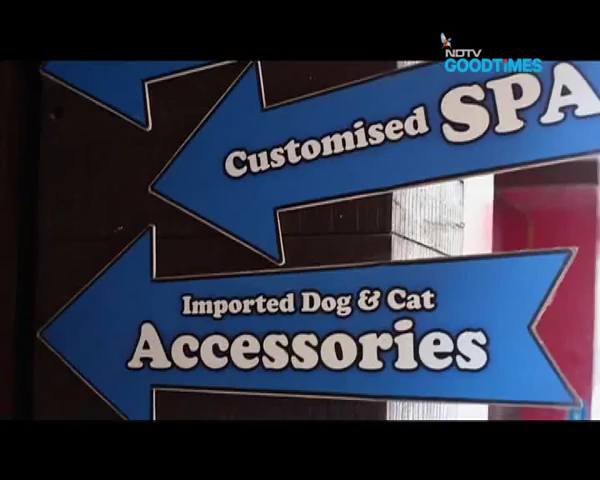 NDTV
GOODTiMES
Customised SPA
Imported Dog & Cat
Accessories